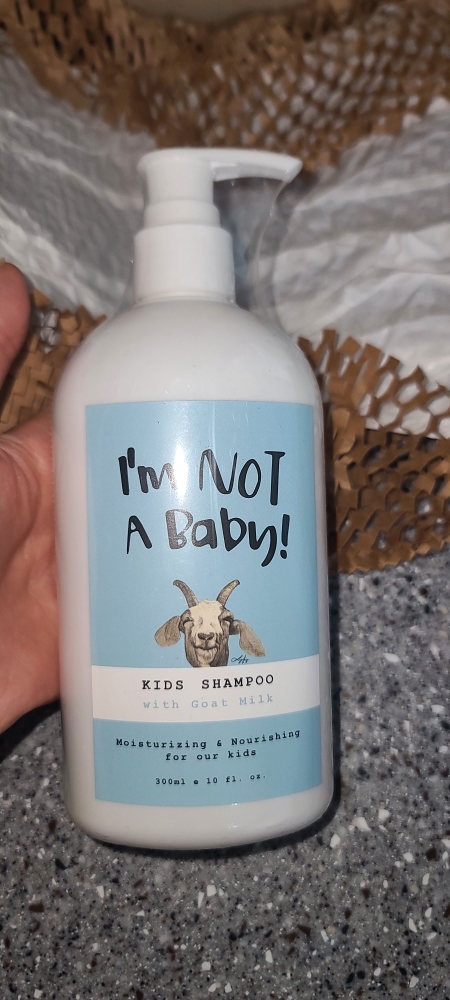 I'm NOT
A Baby!
KIDS SHAMPOO
with Goat Milk
Moisturizing & Nourishing
for our kids
300ml e 10 fl. oz.